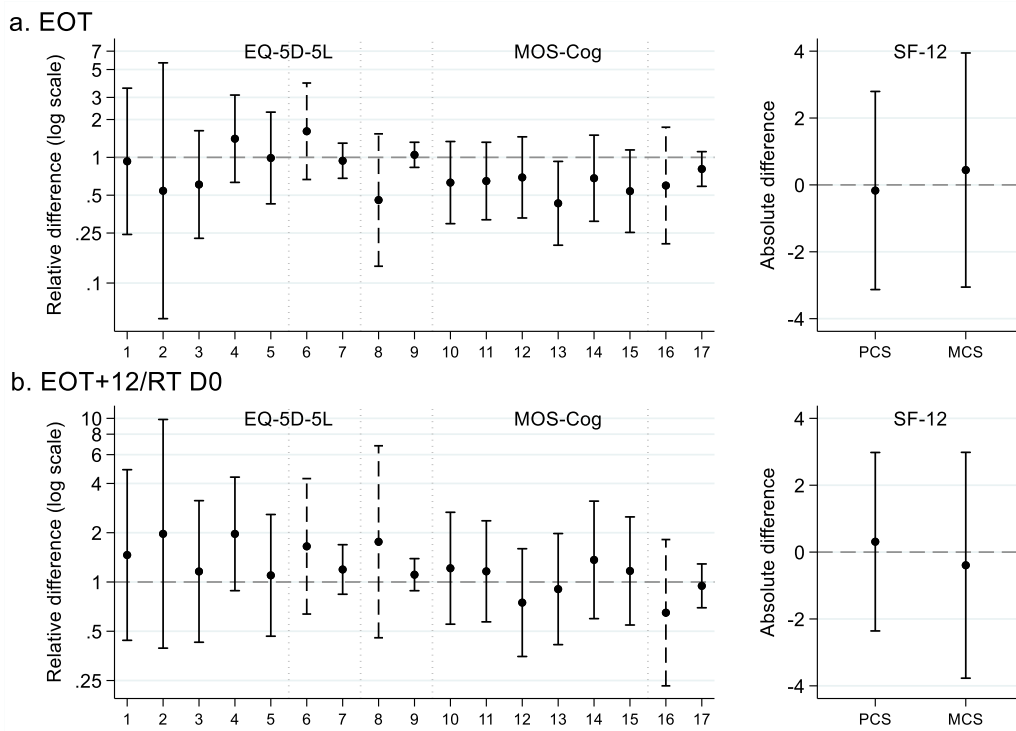 a. EOT
EQ-5D-5L
MOS-Cog
SF-12
Relative difference (log scale)
7
5
3
2
1
.5
.25
.1
1 2 3 4 5 6 7 8 9 10 11 12 13 14 15 16 17
Absolute difference
4
2
0
-2
-4
PCS MCS
b. EOT+12/RT D0
EQ-5D-5L
MOS-Cog
SF-12
Relative difference (log scale)
10
8
6
4
2
1
.5
.25
1 2 3 4 5 6 7 8 9 10 11 12 13 14 15 16 17
Absolute difference
4
2
0
-2
-4
PCS MCS